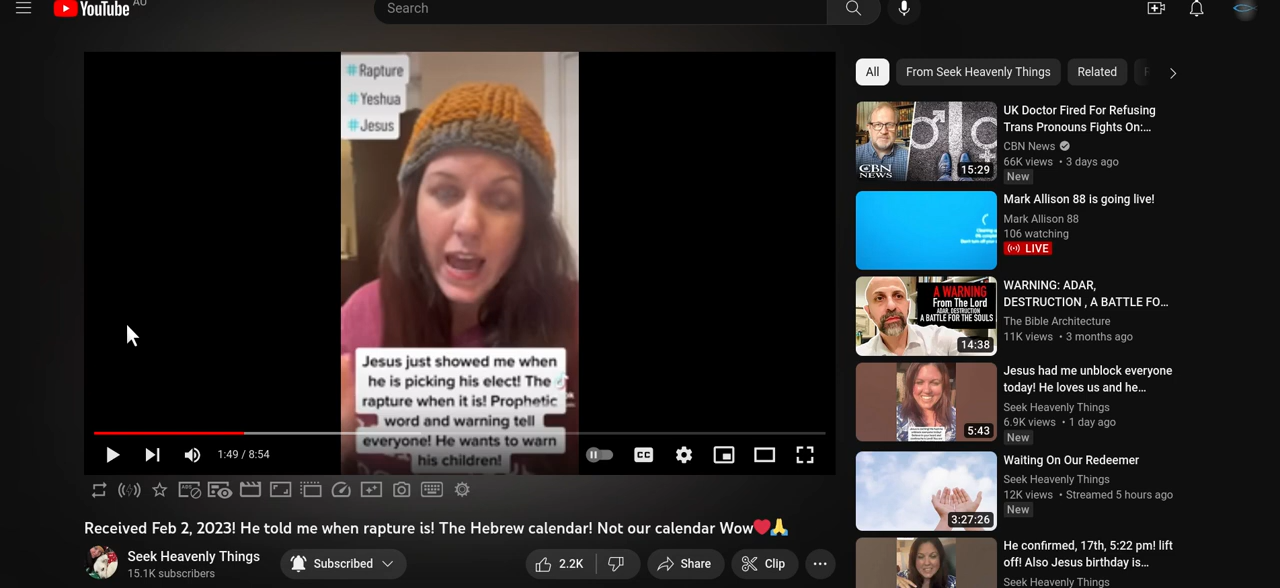 YouTube AU
Search
#Rapture
#Yeshua
#Jesus
Jesus just showed me when
he is picking his elect! The
rapture when it is! Prophetic
word and warning tell
everyone! He wants to warn
his children!
1:49 / 8:54
CC
Received Feb 2, 2023! He told me when rapture is! The Hebrew calendar! Not our calendar Wow❤️🙏
Seek Heavenly Things
15.1K subscribers
Subscribed
2.2K
Share
Clip
All
From Seek Heavenly Things
Related
CBN
NEWS
15:29
UK Doctor Fired For Refusing
Trans Pronouns Fights On:...
CBN News
66K views • 3 days ago
New
Mark Allison 88 is going live!
Mark Allison 88
106 watching
LIVE
A WARNING
From The Lord
ADAR, DESTRUCTION
A BATTLE FOR THE SOULS
14:38
WARNING: ADAR,
DESTRUCTION , A BATTLE FO...
The Bible Architecture
11K views • 3 months ago
5:43
Jesus had me unblock everyone
today! He loves us and he...
Seek Heavenly Things
6.9K views • 1 day ago
New
3:27:26
Waiting On Our Redeemer
Seek Heavenly Things
12K views • Streamed 5 hours ago
New
He confirmed, 17th, 5:22 pm! lift
off! Also Jesus birthday is...
Seek Heavenly Things